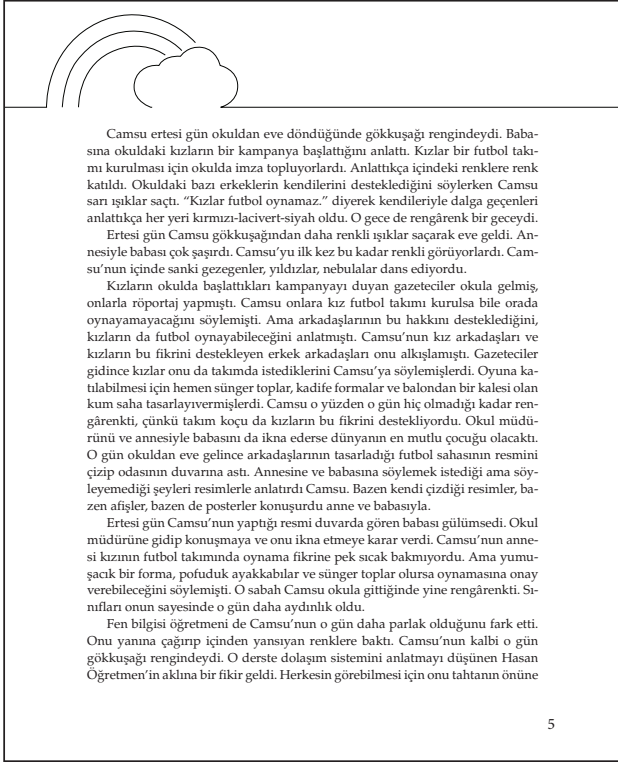 Camsu ertesi gün okuldan eve döndüğünde gökkuşağı rengindeydi. Baba-
sına okuldaki kızların bir kampanya başlattığını anlattı. Kızlar bir futbol takı-
mı kurulması için okulda imza topluyorlardı. Anlattıkça içindeki renklere renk
katıldı. Okuldaki bazı erkeklerin kendilerini desteklediğini söylerken Camsu
sarı ışıklar saçtı. “Kızlar futbol oynamaz.” diyerek kendileriyle dalga geçenleri
anlattıkça her yeri kırmızı-lacivert-siyah oldu. O gece de rengârenk bir geceydi.
Ertesi gün Camsu gökkuşağından daha renkli ışıklar saçarak eve geldi. An-
nesiyle babası çok şaşırdı. Camsu’yu ilk kez bu kadar renkli görüyorlardı. Cam-
su’nun içinde sanki gezegenler, yıldızlar, nebulalar dans ediyordu.
Kızların okulda başlattıkları kampanyayı duyan gazeteciler okula gelmiş,
onlarla röportaj yapmıştı. Camsu onlara kız futbol takımı kurulsa bile orada
oynayamayacağını söylemişti. Ama arkadaşlarının bu hakkını desteklediğini,
kızların da futbol oynayabileceğini anlatmıştı. Camsu’nun kız arkadaşları ve
kızların bu fikrini destekleyen erkek arkadaşları onu alkışlamıştı. Gazeteciler
gidince kızlar onu da takımda istediklerini Camsu’ya söylemişlerdi. Oyuna ka-
tılabilmesi için hemen sünger toplar, kadife formalar ve balondan bir kalesi olan
kum saha tasarlayıvermişlerdi. Camsu o yüzden o gün hiç olmadığı kadar ren-
gârenkti, çünkü takım koçu da kızların bu fikrini destekliyordu. Okul müdü-
rünü ve annesiyle babasını da ikna ederse dünyanın en mutlu çocuğu olacaktı.
O gün okuldan eve gelince arkadaşlarının tasarladığı futbol sahasının resmini
çizip odasının duvarına astı. Annesine ve babasına söylemek istediği ama söy-
leyemediği şeyleri resimlerle anlatırdı Camsu. Bazen kendi çizdiği resimler, ba-
zen afişler, bazen de posterler konuşurdu anne ve babasıyla.
Ertesi gün Camsu’nun yaptığı resmi duvarda gören babası gülümsedi. Okul
müdürüne gidip konuşmaya ve onu ikna etmeye karar verdi. Camsu’nun anne-
si kızının futbol takımında oynama fikrine pek sıcak bakmıyordu. Ama yumu-
şacık bir forma, pofuduk ayakkabılar ve sünger toplar olursa oynamasına onay
verebileceğini söylemişti. O sabah Camsu okula gittiğinde yine rengârenkti. Sı-
nıfları onun sayesinde o gün daha aydınlık oldu.
Fen bilgisi öğretmeni de Camsu’nun o gün daha parlak olduğunu fark etti.
Onu yanına çağırıp içinden yansıyan renklere baktı. Camsu’nun kalbi o gün
gökkuşağı rengindeydi. O derste dolaşım sistemini anlatmayı düşünen Hasan
Öğretmen’in aklına bir fikir geldi. Herkesin görebilmesi için onu tahtanın önüne
5